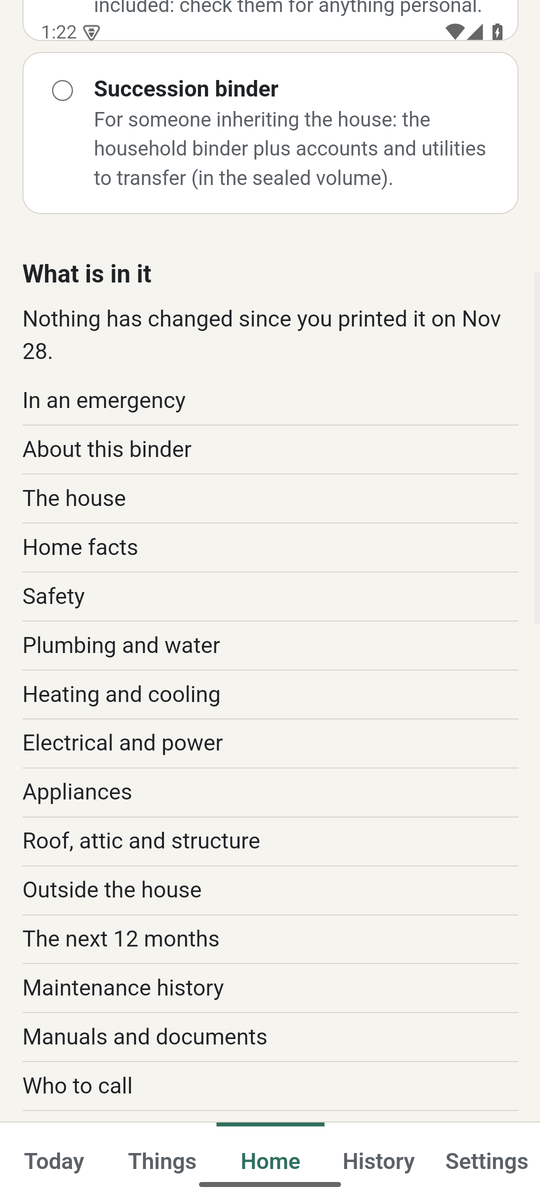 included: check them for anything personal.
1:22
Succession binder
For someone inheriting the house: the
household binder plus accounts and utilities
to transfer (in the sealed volume).
What is in it
Nothing has changed since you printed it on Nov
28.
In an emergency
About this binder
The house
Home facts
Safety
Plumbing and water
Heating and cooling
Electrical and power
Appliances
Roof, attic and structure
Outside the house
The next 12 months
Maintenance history
Manuals and documents
Who to call
Today Things Home History Settings